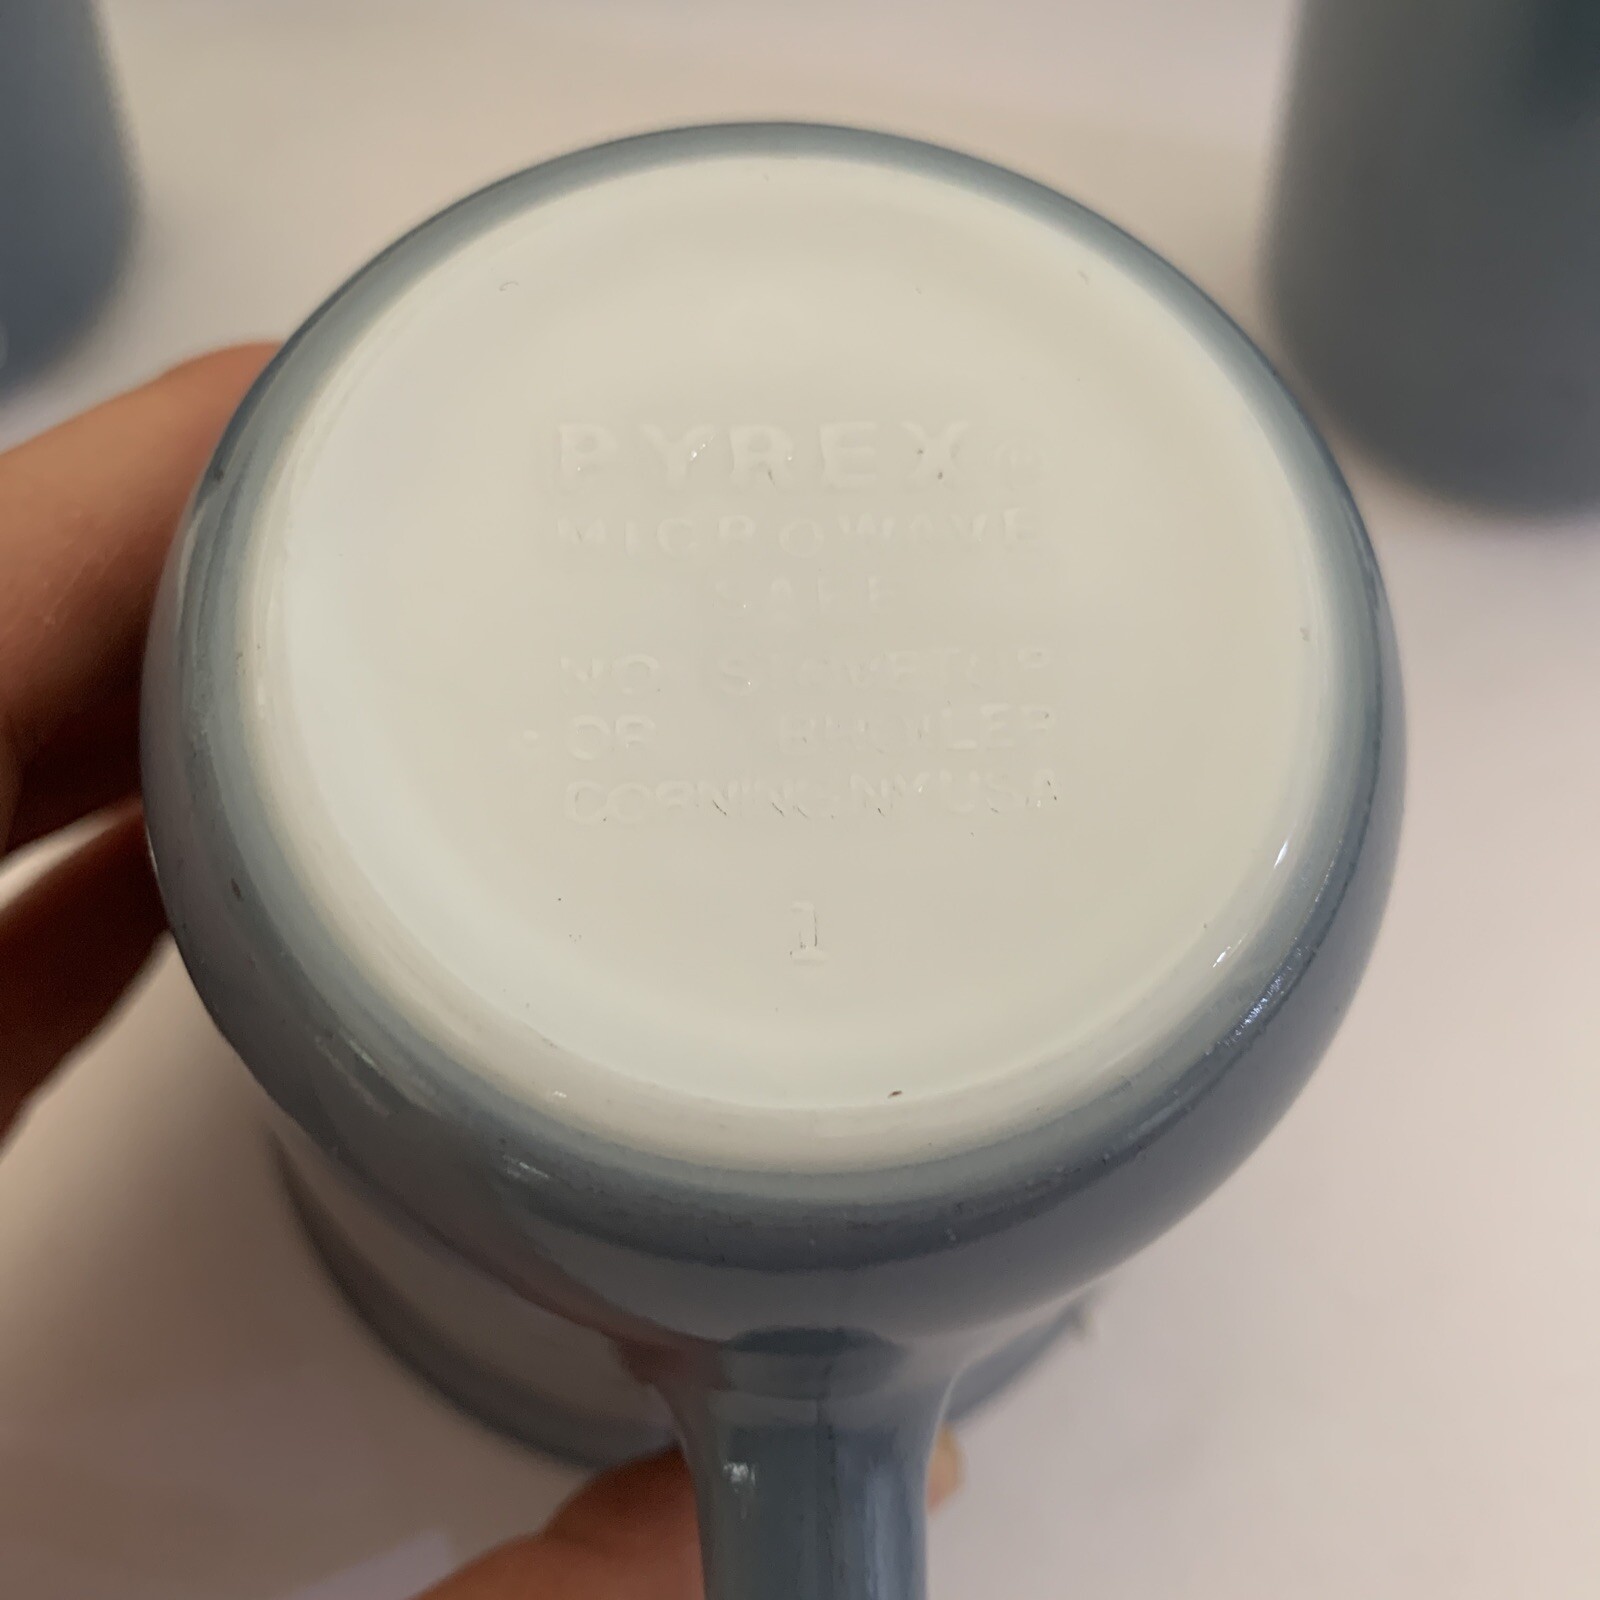 PYREX®
MICROWAVE
SAFE
NO STOVETOP
OR BROILER
CORNING NY USA
1